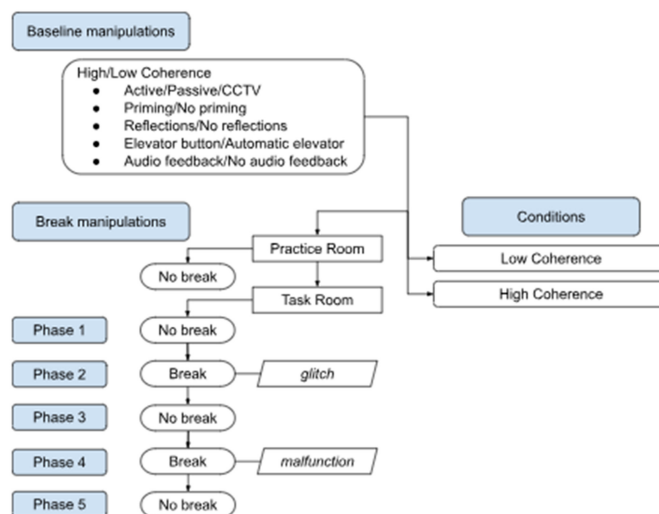 Baseline manipulations
High/Low Coherence
● Active/Passive/CCTV
● Priming/No priming
● Reflections/No reflections
● Elevator button/Automatic elevator
● Audio feedback/No audio feedback
Break manipulations
Conditions
Practice Room
Low Coherence
No break
High Coherence
Task Room
Phase 1
No break
Phase 2
Break
glitch
Phase 3
No break
Phase 4
Break
malfunction
Phase 5
No break